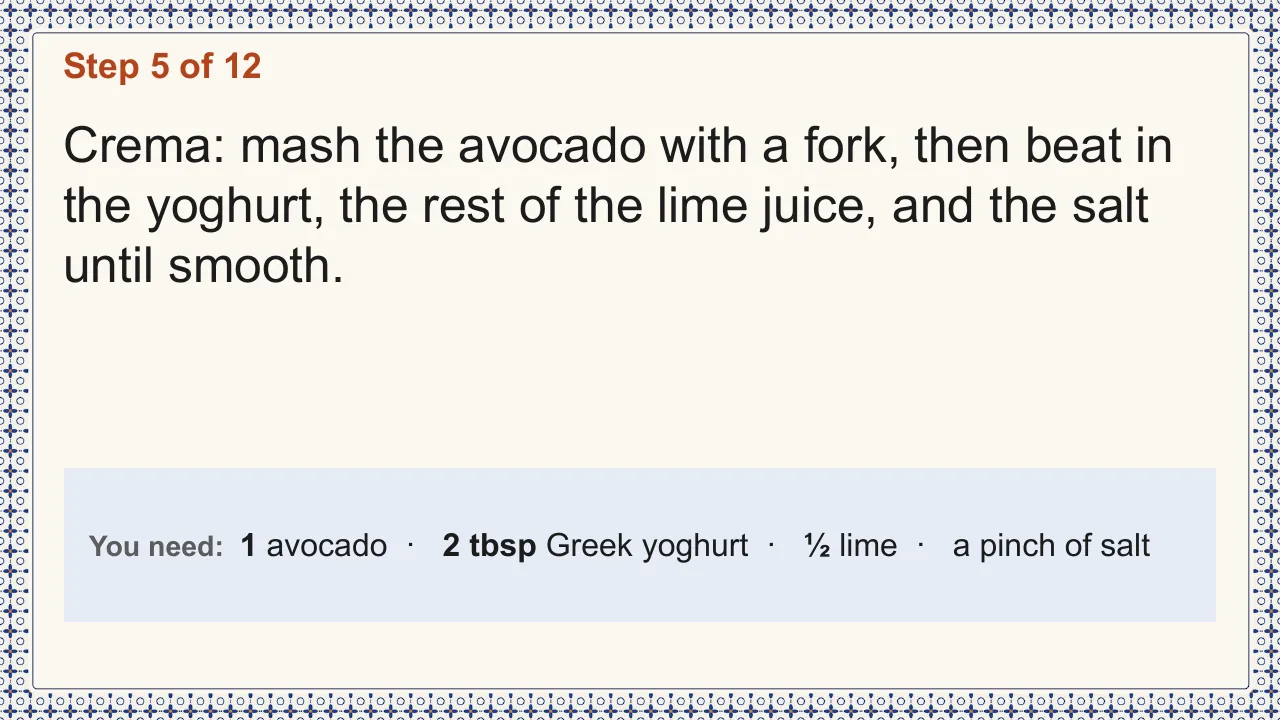 Step 5 of 12
Crema: mash the avocado with a fork, then beat in
the yoghurt, the rest of the lime juice, and the salt
until smooth.
You need: 1 avocado · 2 tbsp Greek yoghurt · ½ lime · a pinch of salt